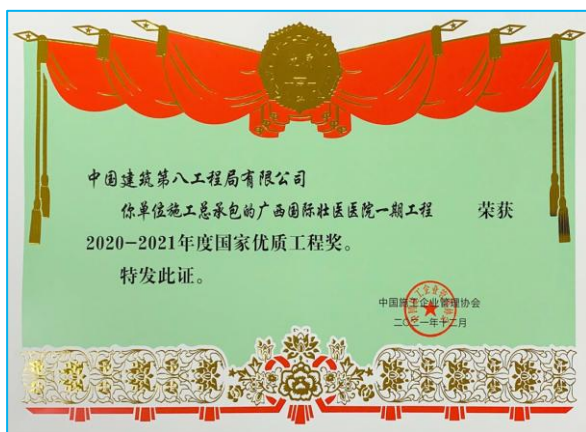 中国建筑第八工程局有限公司
你单位施工总承包的广西国际壮医医院一期工程 荣获
2020-2021年度国家优质工程奖。
特发此证。
中国施工企业管理协会
二〇二一年十二月